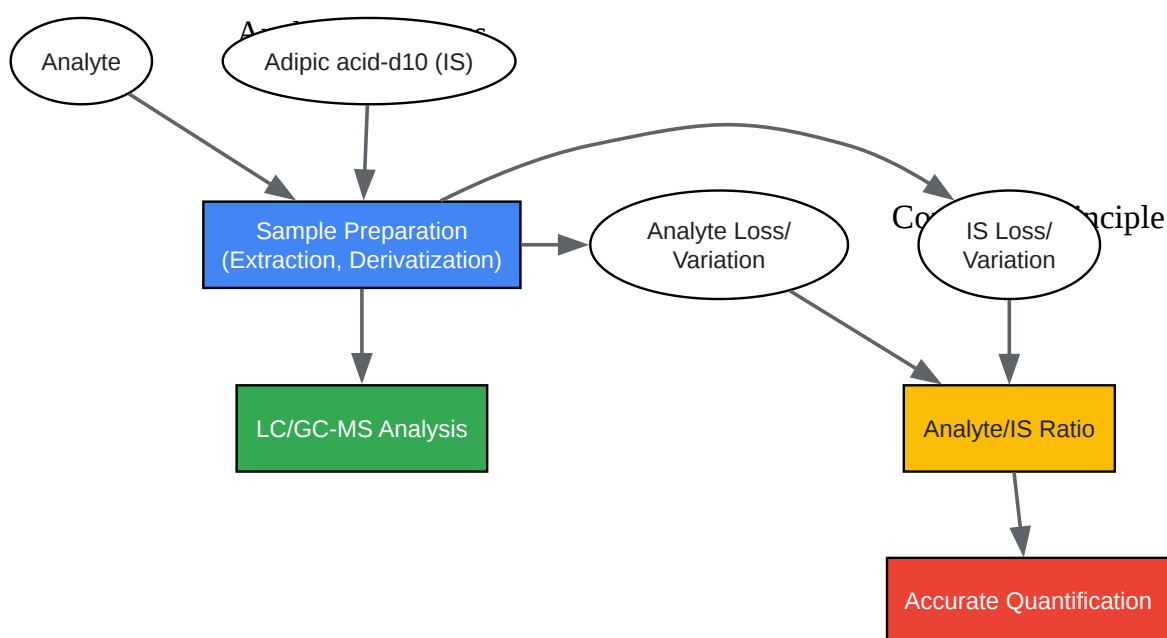 Analyte
Adipic acid-d10 (IS)
Sample Preparation
(Extraction, Derivatization)
Analyte Loss/
Variation
IS Loss/
Variation
LC/GC-MS Analysis
Analyte/IS Ratio
Accurate Quantification